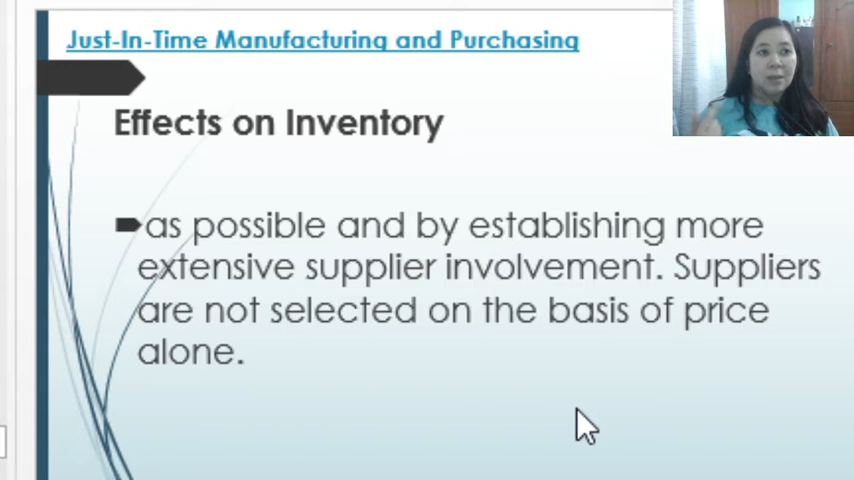 Just-In-Time Manufacturing and Purchasing
Effects on Inventory
as possible and by establishing more
extensive supplier involvement. Suppliers
are not selected on the basis of price
alone.